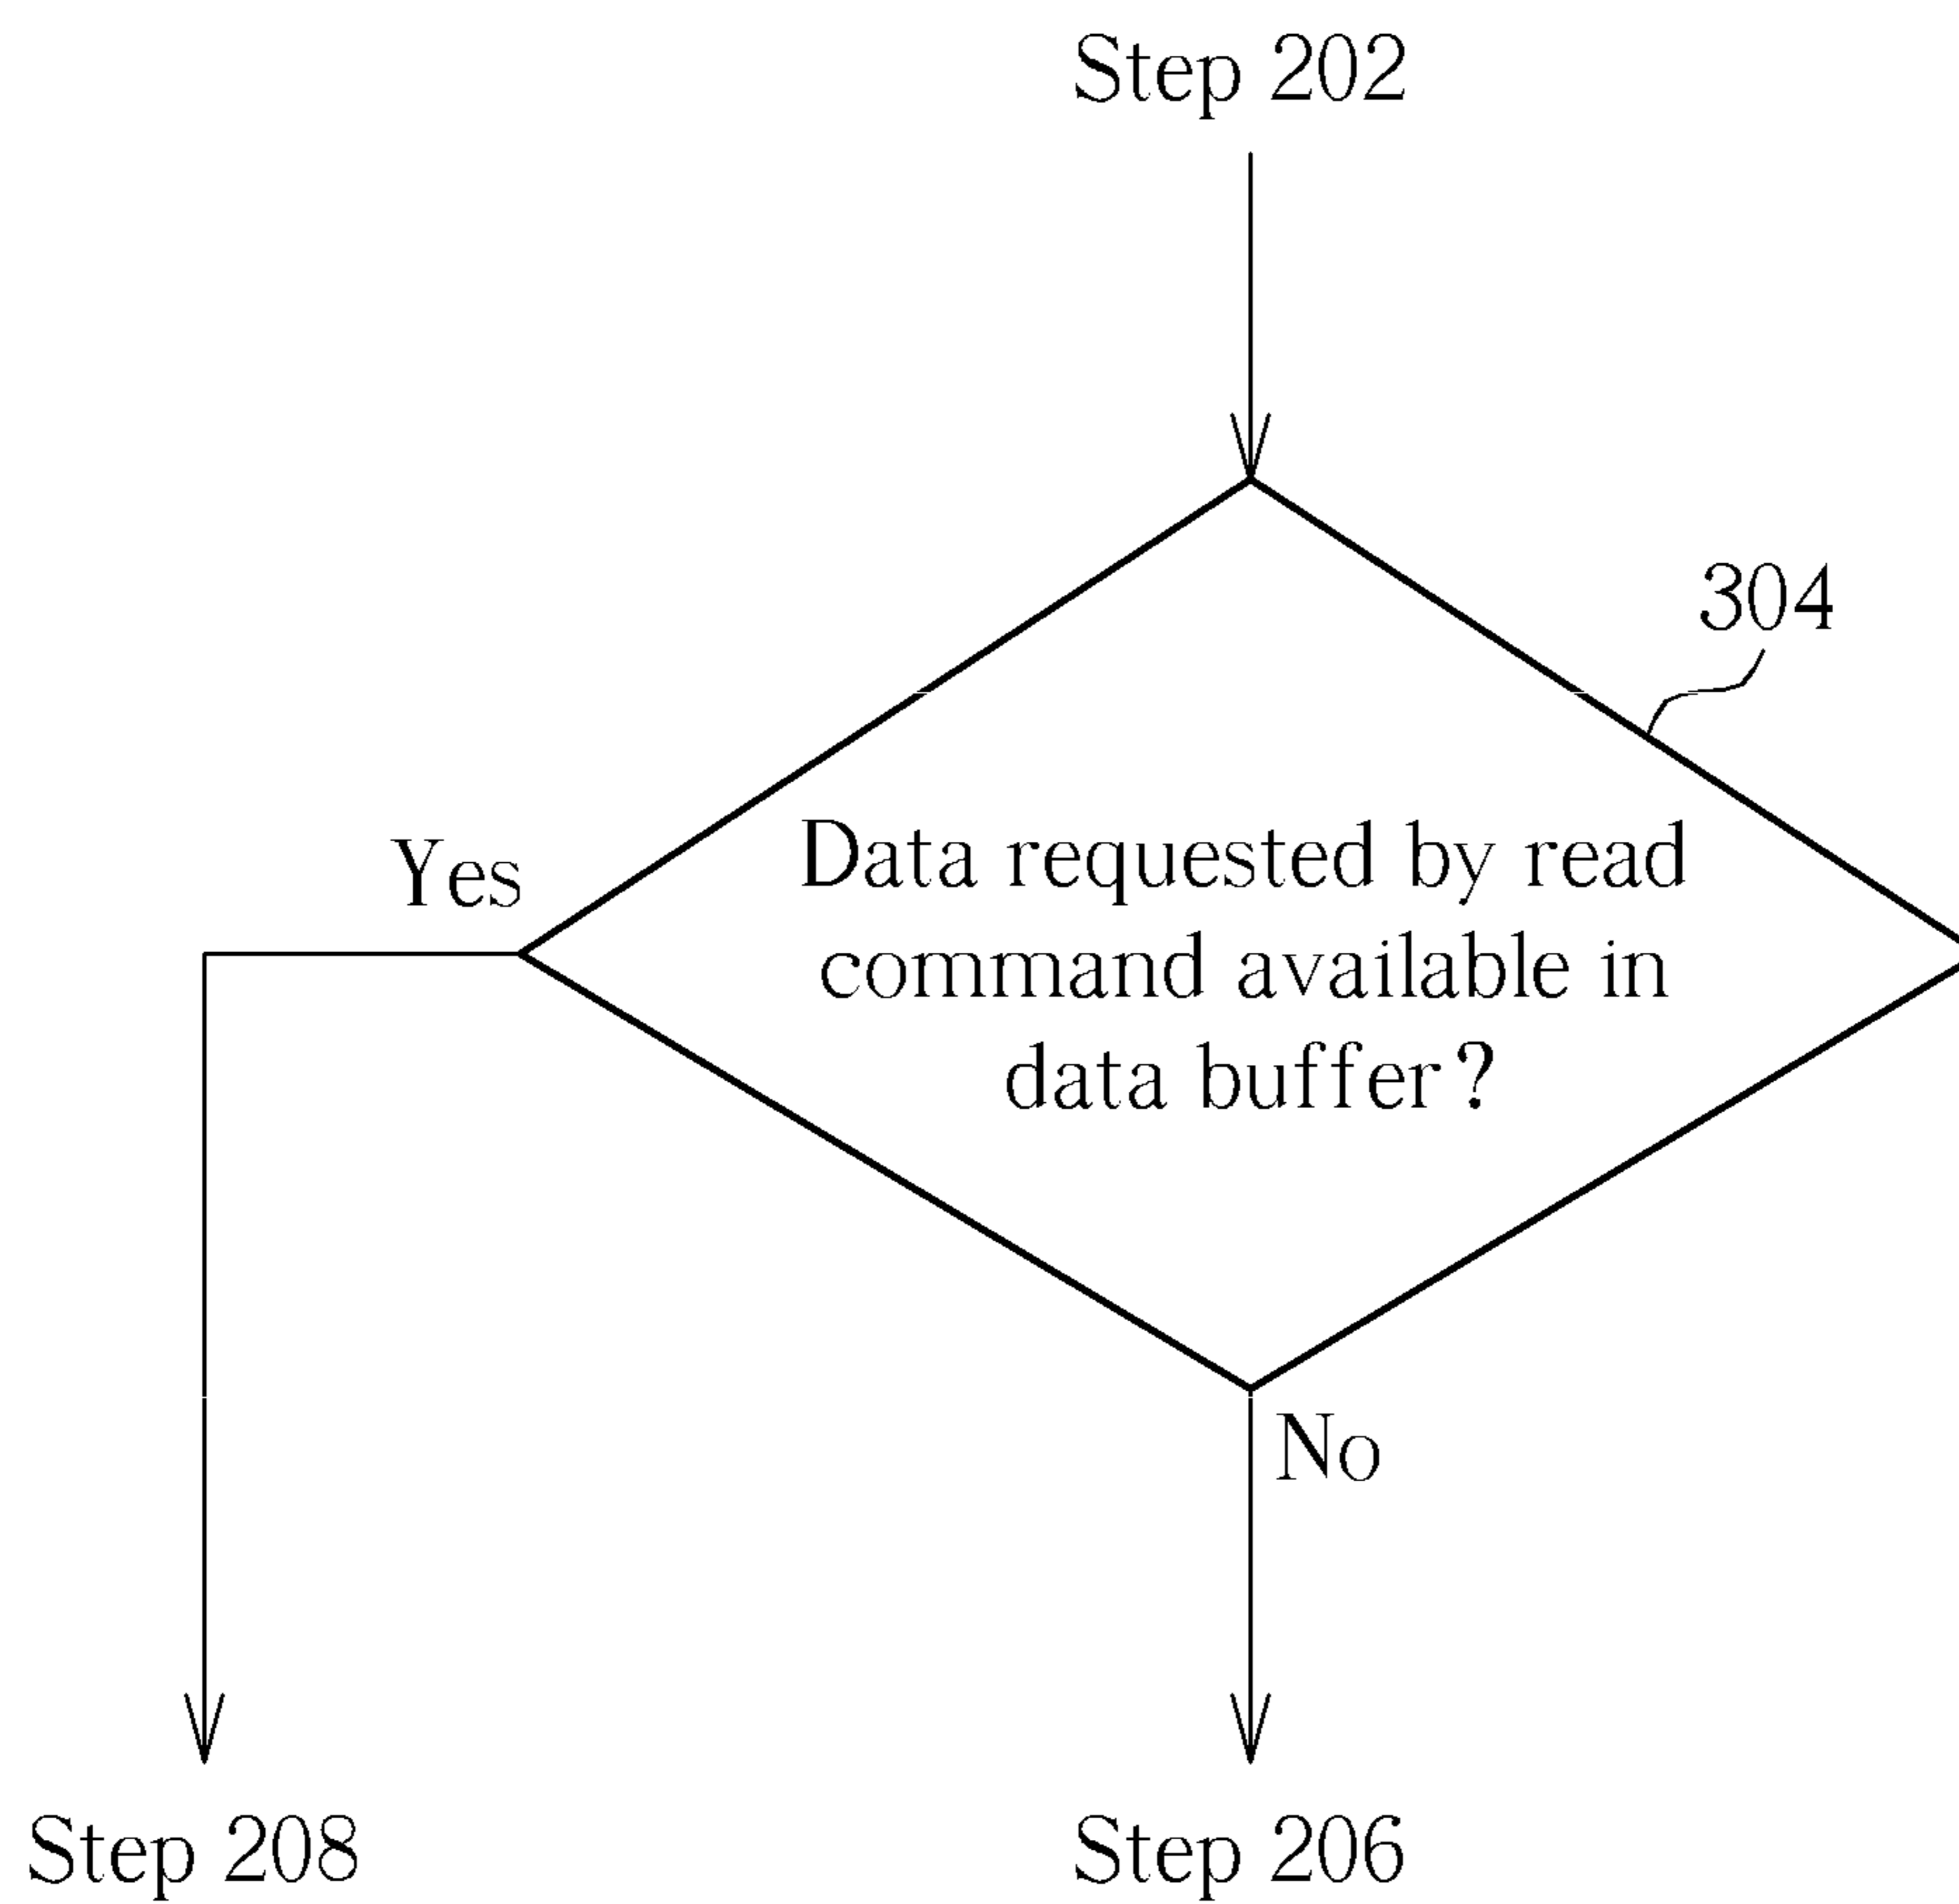 Step 202
304
Yes
Data requested by read
command available in
data buffer?
No
Step 208
Step 206